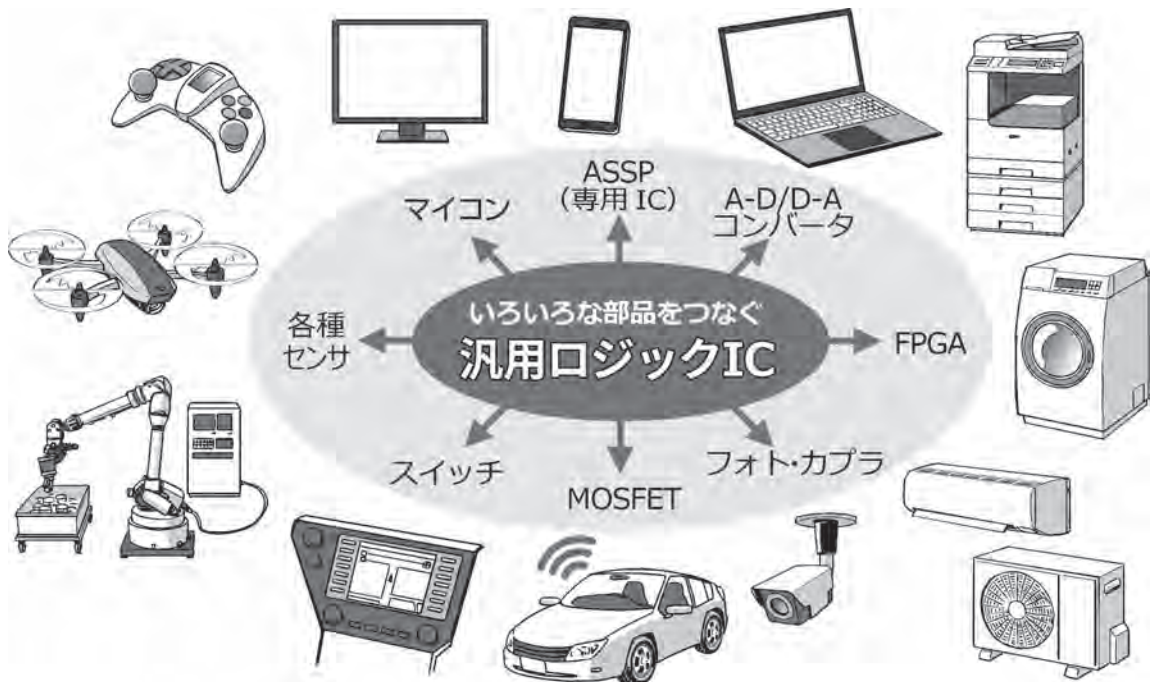 マイコン
ASSP
(専用 IC)
A-D/D-A
コンバータ
各種
センサ
いろいろな部品をつなぐ
汎用ロジックIC
FPGA
スイッチ
MOSFET
フォト・カプラ